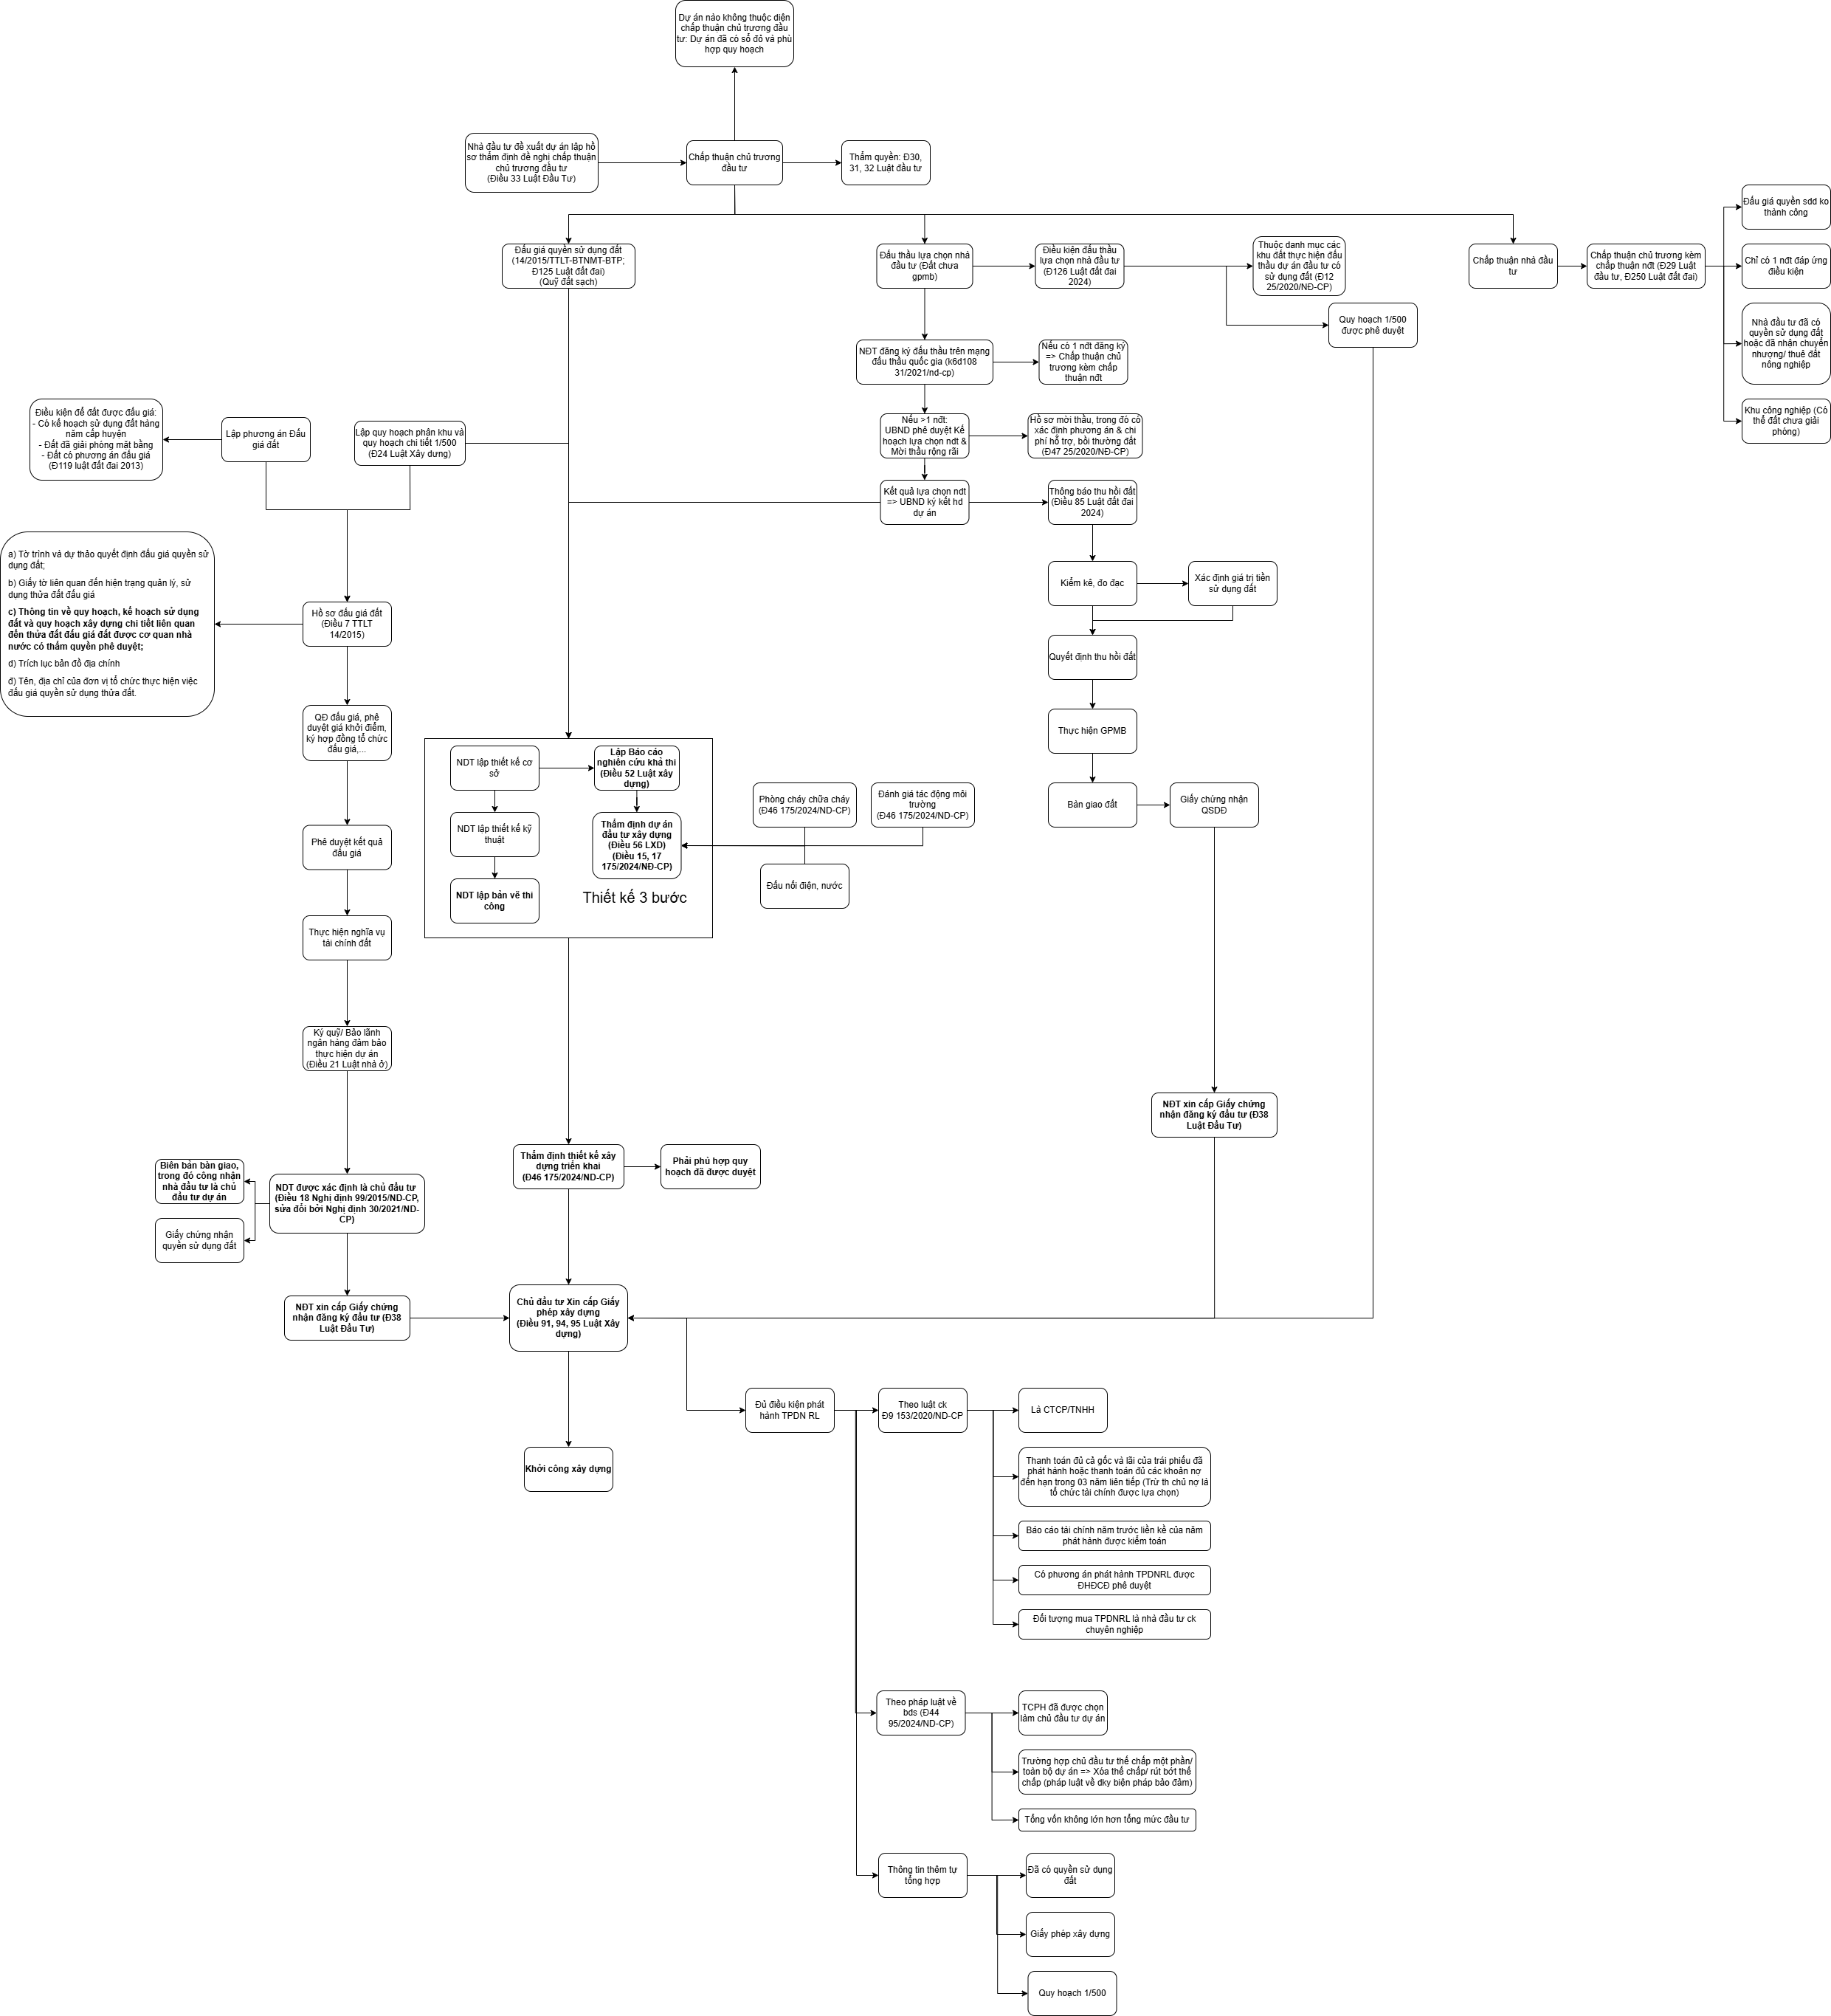 Dự án nào không thuộc diện
chấp thuận chủ trương đầu
tư: Dự án đã có sổ đỏ và phù
hợp quy hoạch
Nhà đầu tư đề xuất dự án lập hồ
sơ thẩm định đề nghị chấp thuận
chủ trương đầu tư
(Điều 33 Luật Đầu Tư)
Chấp thuận chủ trương
đầu tư
Thẩm quyền: Đ30,
31, 32 Luật đầu tư
Đấu giá quyền sử dụng đất
(14/2015/TTLT-BTNMT-BTP;
Đ125 Luật đất đai)
(Quỹ đất sạch)
Đấu thầu lựa chọn nhà
đầu tư (Đất chưa
gpmb)
Điều kiện đấu thầu
lựa chọn nhà đầu tư
(Đ126 Luật đất đai
2024)
Thuộc danh mục các
khu đất thực hiện đấu
thầu dự án đầu tư có
sử dụng đất (Đ12
25/2020/NĐ-CP)
Quy hoạch 1/500
được phê duyệt
Chấp thuận nhà đầu
tư
Chấp thuận chủ trương kèm
chấp thuận nđt (Đ29 Luật
đầu tư, Đ250 Luật đất đai)
Đấu giá quyền sdđ ko
thành công
Chỉ có 1 nđt đáp ứng
điều kiện
Nhà đầu tư đã có
quyền sử dụng đất
hoặc đã nhận chuyển
nhượng/ thuê đất
nông nghiệp
Khu công nghiệp (Có
thể đất chưa giải
phóng)
NĐT đăng ký đấu thầu trên mạng
đấu thầu quốc gia (k6d108
31/2021/nd-cp)
Nếu có 1 nđt đăng ký
=> Chấp thuận chủ
trương kèm chấp
thuận nđt
Nếu >1 nđt:
UBND phê duyệt Kế
hoạch lựa chọn ndt &
Mời thầu rộng rãi
Hồ sơ mời thầu, trong đó có
xác định phương án & chi
phí hỗ trợ, bồi thường đất
(Đ47 25/2020/NĐ-CP)
Kết quả lựa chọn ndt
=> UBND ký kết hd
dự án
Thông báo thu hồi đất
(Điều 85 Luật đất đai
2024)
Kiểm kê, đo đạc
Xác định giá trị tiền
sử dụng đất
Quyết định thu hồi đất
Thực hiện GPMB
Bàn giao đất
Giấy chứng nhận
QSDĐ
Điều kiện để đất được đấu giá:
- Có kế hoạch sử dụng đất hàng
năm cấp huyện
- Đất đã giải phóng mặt bằng
- Đất có phương án đấu giá
(Đ119 luật đất đai 2013)
Lập phương án Đấu
giá đất
Lập quy hoạch phân khu và
quy hoạch chi tiết 1/500
(Đ24 Luật Xây dưng)
a) Tờ trình và dự thảo quyết định đấu giá quyền sử
dụng đất;
b) Giấy tờ liên quan đến hiện trạng quản lý, sử
dụng thửa đất đấu giá
c) Thông tin về quy hoạch, kế hoạch sử dụng
đất và quy hoạch xây dựng chi tiết liên quan
đến thửa đất đấu giá đất được cơ quan nhà
nước có thẩm quyền phê duyệt;
d) Trích lục bản đồ địa chính
đ) Tên, địa chỉ của đơn vị tổ chức thực hiện việc
đấu giá quyền sử dụng thửa đất.
Hồ sơ đấu giá đất
(Điều 7 TTLT
14/2015)
QĐ đấu giá, phê
duyệt giá khởi điểm,
ký hợp đồng tổ chức
đấu giá,...
Phê duyệt kết quả
đấu giá
Thực hiện nghĩa vụ
tài chính đất
Ký quỹ/ Bảo lãnh
ngân hàng đảm bảo
thực hiện dự án
(Điều 21 Luật nhà ở)
NDT được xác định là chủ đầu tư
(Điều 18 Nghị định 99/2015/ND-CP,
sửa đổi bởi Nghị định 30/2021/ND-
CP)
Biên bản bàn giao,
trong đó công nhận
nhà đầu tư là chủ
đầu tư dự án
Giấy chứng nhận
quyền sử dụng đất
NĐT xin cấp Giấy chứng
nhận đăng ký đầu tư (Đ38
Luật Đầu Tư)
NDT lập thiết kế cơ
sở
Lập Báo cáo
nghiên cứu khả thi
(Điều 52 Luật xây
dựng)
NDT lập thiết kế kỹ
thuật
Thẩm định dự án
đầu tư xây dựng
(Điều 56 LXD)
(Điều 15, 17
175/2024/NĐ-CP)
NDT lập bản vẽ thi
công
Thiết kế 3 bước
Phòng cháy chữa cháy
(Đ46 175/2024/ND-CP)
Đánh giá tác động môi
trường
(Đ46 175/2024/ND-CP)
Đấu nối điện, nước
Thẩm định thiết kế xây
dựng triển khai
(Đ46 175/2024/ND-CP)
Phải phù hợp quy
hoạch đã được duyệt
NĐT xin cấp Giấy chứng
nhận đăng ký đầu tư (Đ38
Luật Đầu Tư)
Chủ đầu tư Xin cấp Giấy
phép xây dựng
(Điều 91, 94, 95 Luật Xây
dựng)
Khởi công xây dựng
Đủ điều kiện phát
hành TPDN RL
Theo luật ck
Đ9 153/2020/ND-CP
Là CTCP/TNHH
Thanh toán đủ cả gốc và lãi của trái phiếu đã
phát hành hoặc thanh toán đủ các khoản nợ
đến hạn trong 03 năm liên tiếp (Trừ th chủ nợ là
tổ chức tài chính được lựa chọn)
Báo cáo tài chính năm trước liền kề của năm
phát hành được kiểm toán
Có phương án phát hành TPDNRL được
ĐHĐCĐ phê duyệt
Đối tượng mua TPDNRL là nhà đầu tư ck
chuyên nghiệp
Theo pháp luật về
bds (Đ44
95/2024/ND-CP)
TCPH đã được chọn
làm chủ đầu tư dự án
Trường hợp chủ đầu tư thế chấp một phần/
toàn bộ dự án => Xóa thế chấp/ rút bớt thế
chấp (pháp luật về dky biện pháp bảo đảm)
Tổng vốn không lớn hơn tổng mức đầu tư
Thông tin thêm tự
tổng hợp
Đã có quyền sử dụng
đất
Giấy phép xây dựng
Quy hoạch 1/500